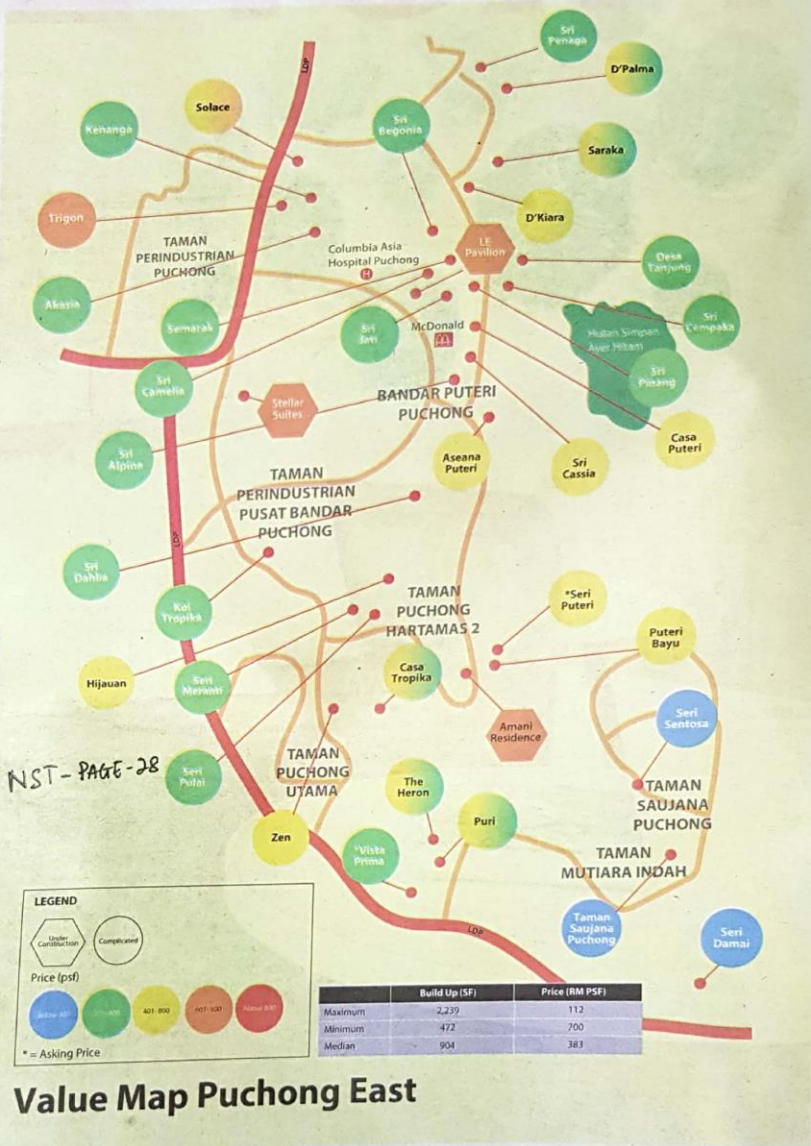 LDP
Sri
Penaga
D'Palma
Solace
Kenanga
Sri
Begonia
Saraka
Trigon
D'Kiara
TAMAN
PERINDUSTRIAN
PUCHONG
Columbia Asia
Hospital Puchong
H
LE
Pavilion
Desa
Tanjung
Akasia
Semarak
Sri
Jati
McDonald
Hutan Simpan
Ayer Hitam
Sri
Cempaka
Sri
Camelia
Sri
Pinang
Stellar
Suites
BANDAR PUTERI
PUCHONG
Casa
Puteri
Sri
Alpina
Aseana
Puteri
Sri
Cassia
TAMAN
PERINDUSTRIAN
PUSAT BANDAR
PUCHONG
LDP
Sri
Dahlia
Koi
Tropika
TAMAN
PUCHONG
HARTAMAS 2
*Seri
Puteri
Puteri
Bayu
Hijauan
Seri
Meranti
Casa
Tropika
Seri
Sentosa
Amani
Residence
NST-PAGE-28
Seri
Pulai
TAMAN
PUCHONG
UTAMA
The
Heron
TAMAN
SAUJANA
PUCHONG
Zen
Puri
*Vista
Prima
TAMAN
MUTIARA INDAH
Taman
Saujana
Puchong
Seri
Damai
LDP
LEGEND
Under
Construction
Complicated
Price (psf)
401-
* = Asking Price
Build Up (SF) Price (RM PSF)
Maximum 2,239 112
Minimum 472 700
Median 904 383
Value Map Puchong East